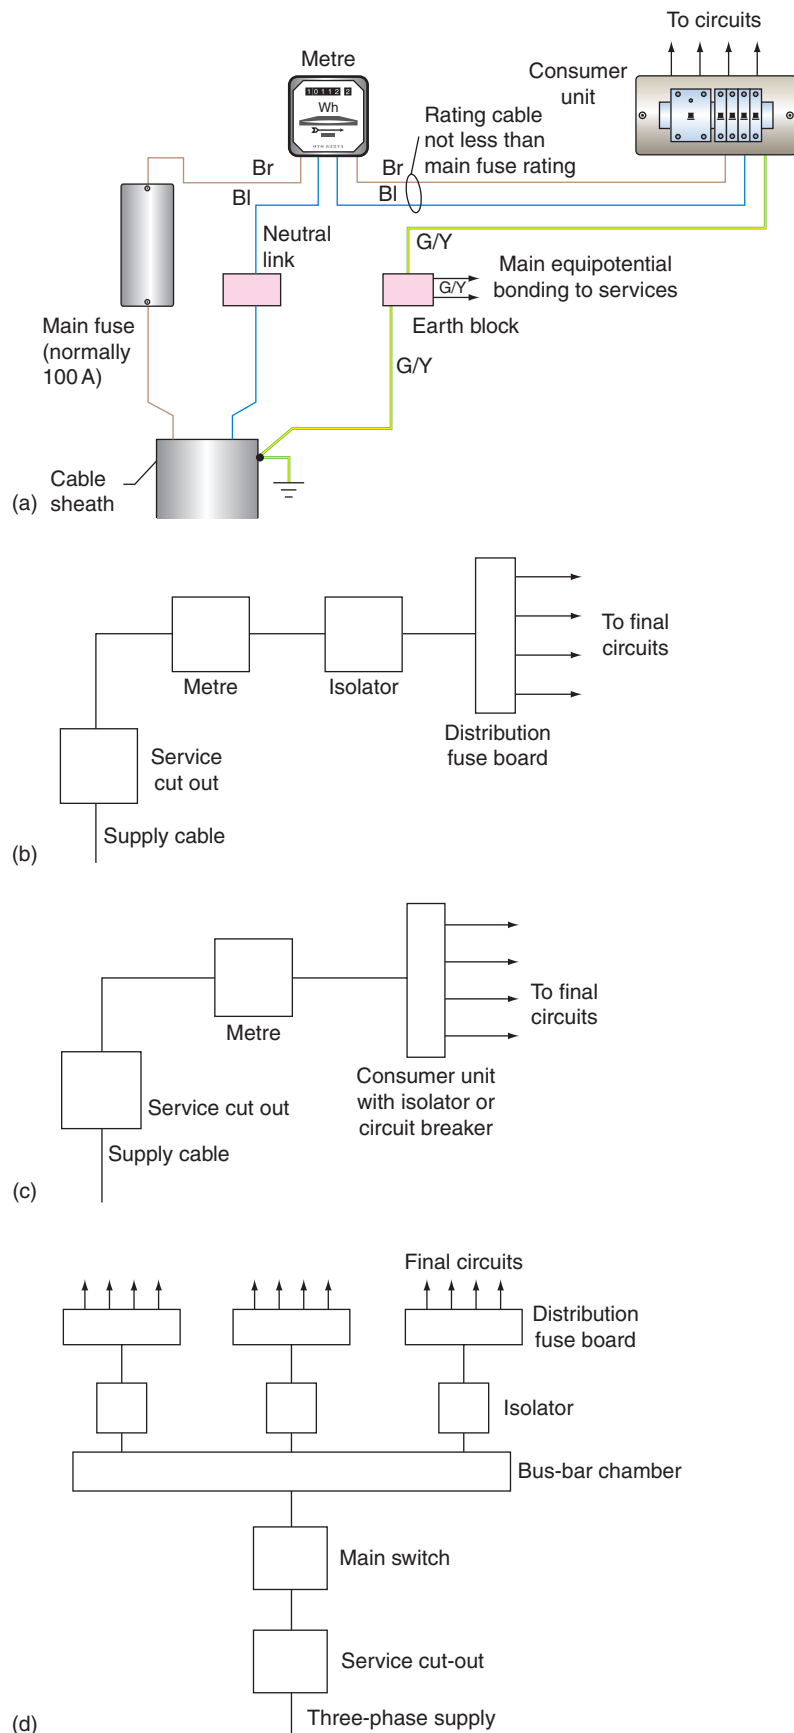 To circuits
Metre
Consumer
unit
10112 2
Wh
Rating cable
not less than
main fuse rating
Br
Br
Bl
Bl
G/Y
Neutral
link
Main equipotential
bonding to services
G/Y
Main fuse
(normally
100 A)
Earth block
G/Y
Cable
sheath
(a)
To final
circuits
Metre
Isolator
Distribution
fuse board
Service
cut out
Supply cable
(b)
To final
circuits
Metre
Consumer unit
with isolator or
circuit breaker
Service cut out
Supply cable
(c)
Final circuits
Distribution
fuse board
Isolator
Bus-bar chamber
Main switch
Service cut-out
Three-phase supply
(d)